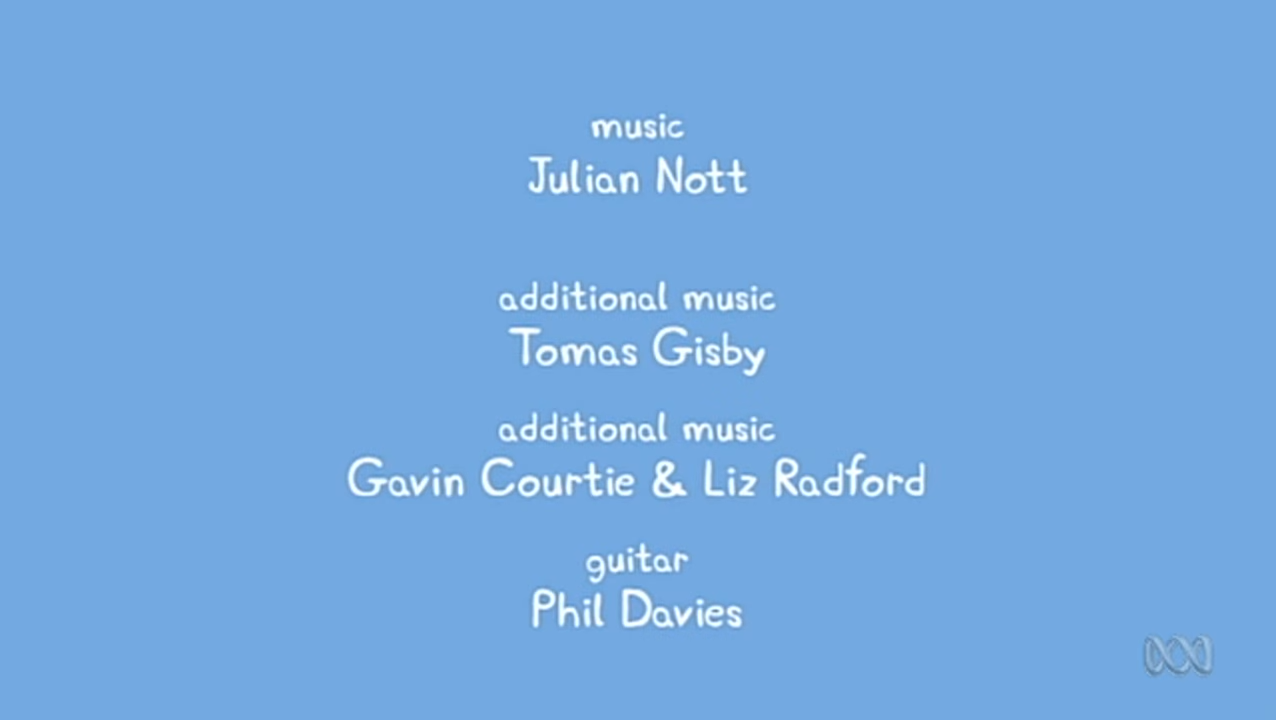 music
Julian Nott
additional music
Tomas Gisby
additional music
Gavin Courtie & Liz Radford
guitar
Phil Davies